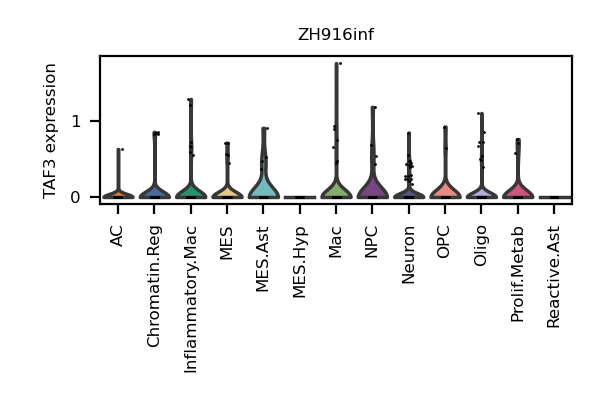 ZH916inf
TAF3 expression
1
0
AC
Chromatin.Reg
Inflammatory.Mac
MES
MES.Ast
MES.Hyp
Mac
NPC
Neuron
OPC
Oligo
Prolif.Metab
Reactive.Ast